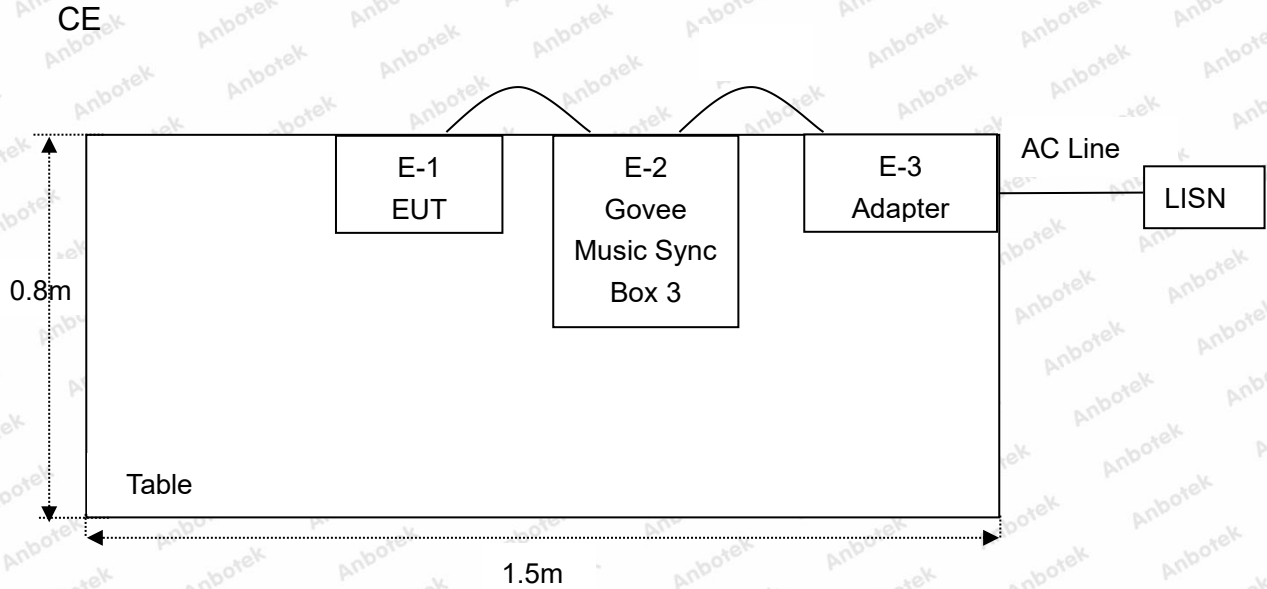 CE
E-1
EUT
E-2
Govee
Music Sync
Box 3
E-3
Adapter
AC Line
LISN
0.8m
Table
1.5m
Anbotek